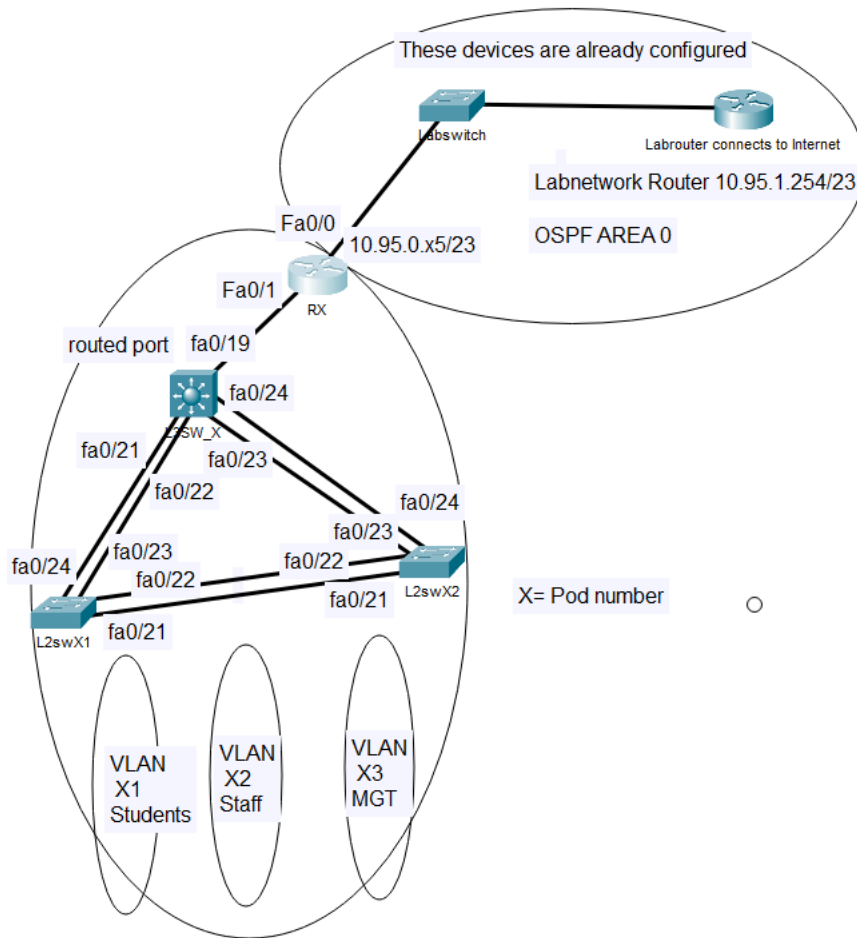 These devices are already configured
Labswitch
Labrouter connects to Internet
Labnetwork Router 10.95.1.254/23
Fa0/0
10.95.0.x5/23
OSPF AREA 0
Fa0/1
RX
routed port
fa0/19
fa0/24
L3SW_X
fa0/21
fa0/23
fa0/22
fa0/24
fa0/23
fa0/23
fa0/24
fa0/22
fa0/22
L2swX2
fa0/21
X= Pod number
L2swX1
fa0/21
VLAN
X1
Students
VLAN
X2
Staff
VLAN
X3
MGT